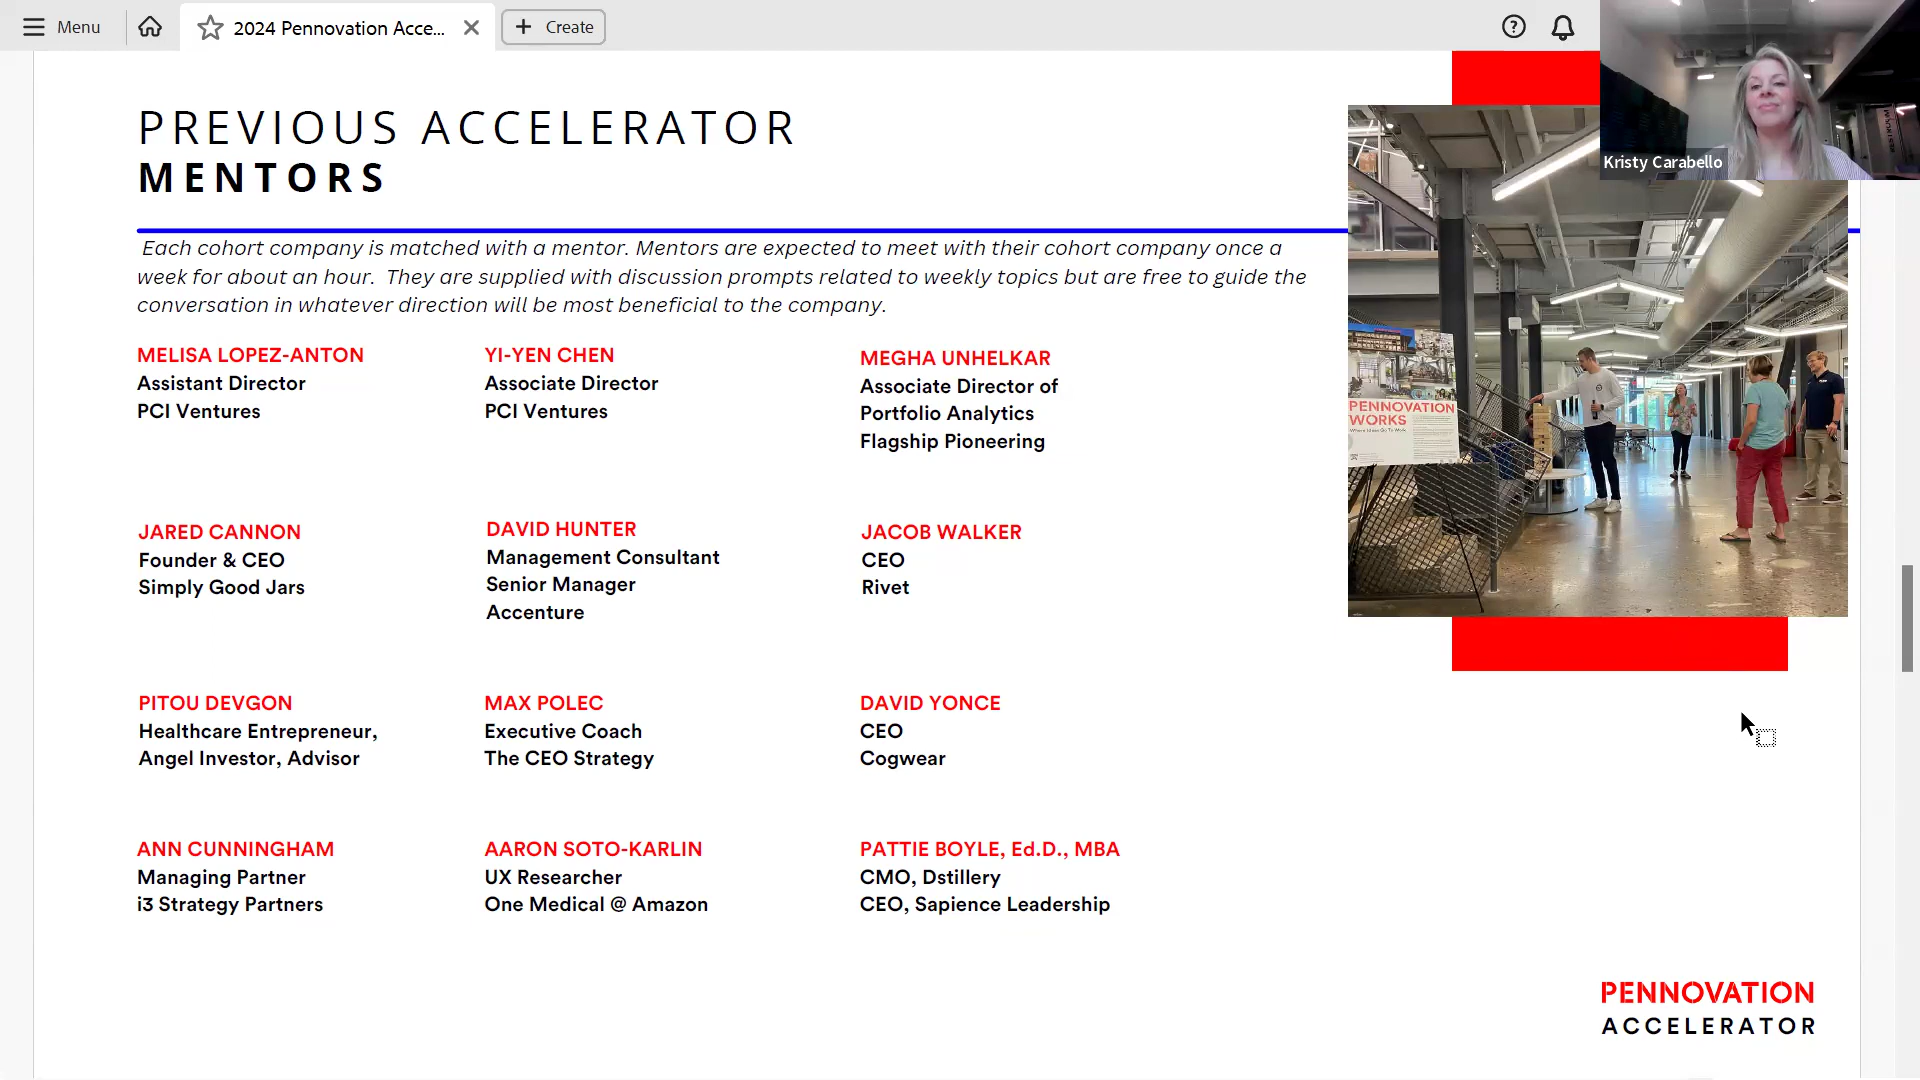 Menu
2024 Pennovation Acce...
Create
Kristy Carabello
PREVIOUS ACCELERATOR
MENTORS
Each cohort company is matched with a mentor. Mentors are expected to meet with their cohort company once a
week for about an hour. They are supplied with discussion prompts related to weekly topics but are free to guide the
conversation in whatever direction will be most beneficial to the company.
MELISA LOPEZ-ANTON
Assistant Director
PCI Ventures
YI-YEN CHEN
Associate Director
PCI Ventures
MEGHA UNHELKAR
Associate Director of
Portfolio Analytics
Flagship Pioneering
JARED CANNON
Founder & CEO
Simply Good Jars
DAVID HUNTER
Management Consultant
Senior Manager
Accenture
JACOB WALKER
CEO
Rivet
PITOU DEVGON
Healthcare Entrepreneur,
Angel Investor, Advisor
MAX POLEC
Executive Coach
The CEO Strategy
DAVID YONCE
CEO
Cogwear
ANN CUNNINGHAM
Managing Partner
i3 Strategy Partners
AARON SOTO-KARLIN
UX Researcher
One Medical @ Amazon
PATTIE BOYLE, Ed.D., MBA
CMO, Dstillery
CEO, Sapience Leadership
PENNOVATION
WORKS
Where Ideas Go To Work
PENNOVATION
ACCELERATOR